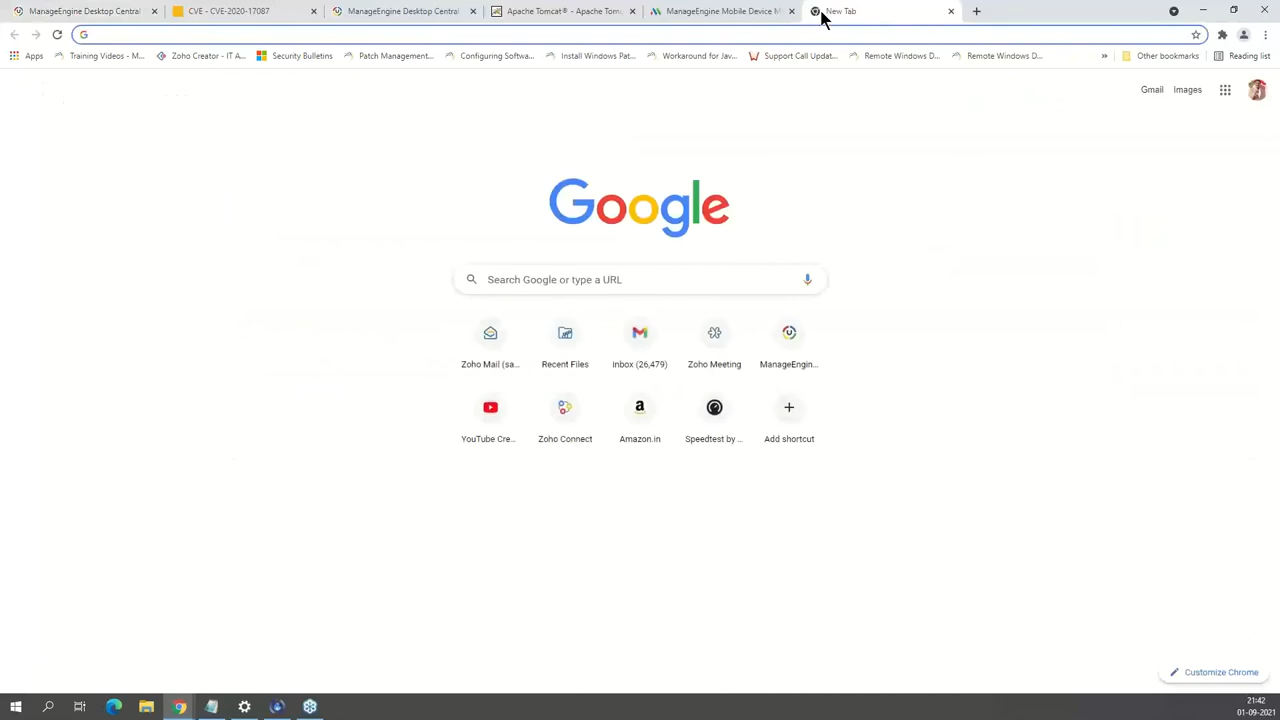 ManageEngine Desktop Central
CVE - CVE-2020-17087
ManageEngine Desktop Central
Apache Tomcat® - Apache Tom
ManageEngine Mobile Device M
New Tab
Apps
Training Videos - M...
Zoho Creator - IT A...
Security Bulletins
Patch Management...
Configuring Softwa...
Install Windows Pat...
Workaround for Jav...
Support Call Updat...
Remote Windows D...
Remote Windows D...
»
Other bookmarks
Reading list
Gmail
Images
Google
Search Google or type a URL
Zoho Mail (sa...
Recent Files
Inbox (26,479)
Zoho Meeting
ManageEngin...
YouTube Cre...
Zoho Connect
Amazon.in
Speedtest by ...
Add shortcut
Customize Chrome
21:42
01-09-2021